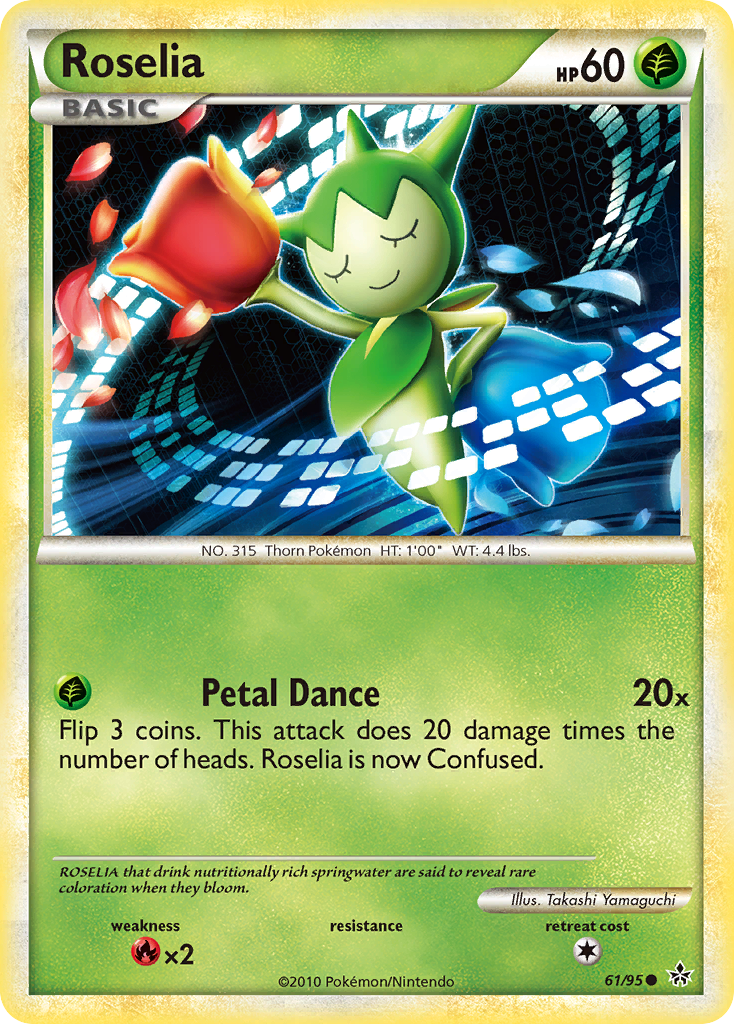 Roselia
HP60
BASIC
NO. 315 Thorn Pokémon HT: 1'00" WT: 4.4 lbs.
Petal Dance 20x
Flip 3 coins. This attack does 20 damage times the
number of heads. Roselia is now Confused.
ROSELIA that drink nutritionally rich springwater are said to reveal rare
coloration when they bloom.
Illus. Takashi Yamaguchi
weakness resistance retreat cost
×2
©2010 Pokémon/Nintendo
61/95